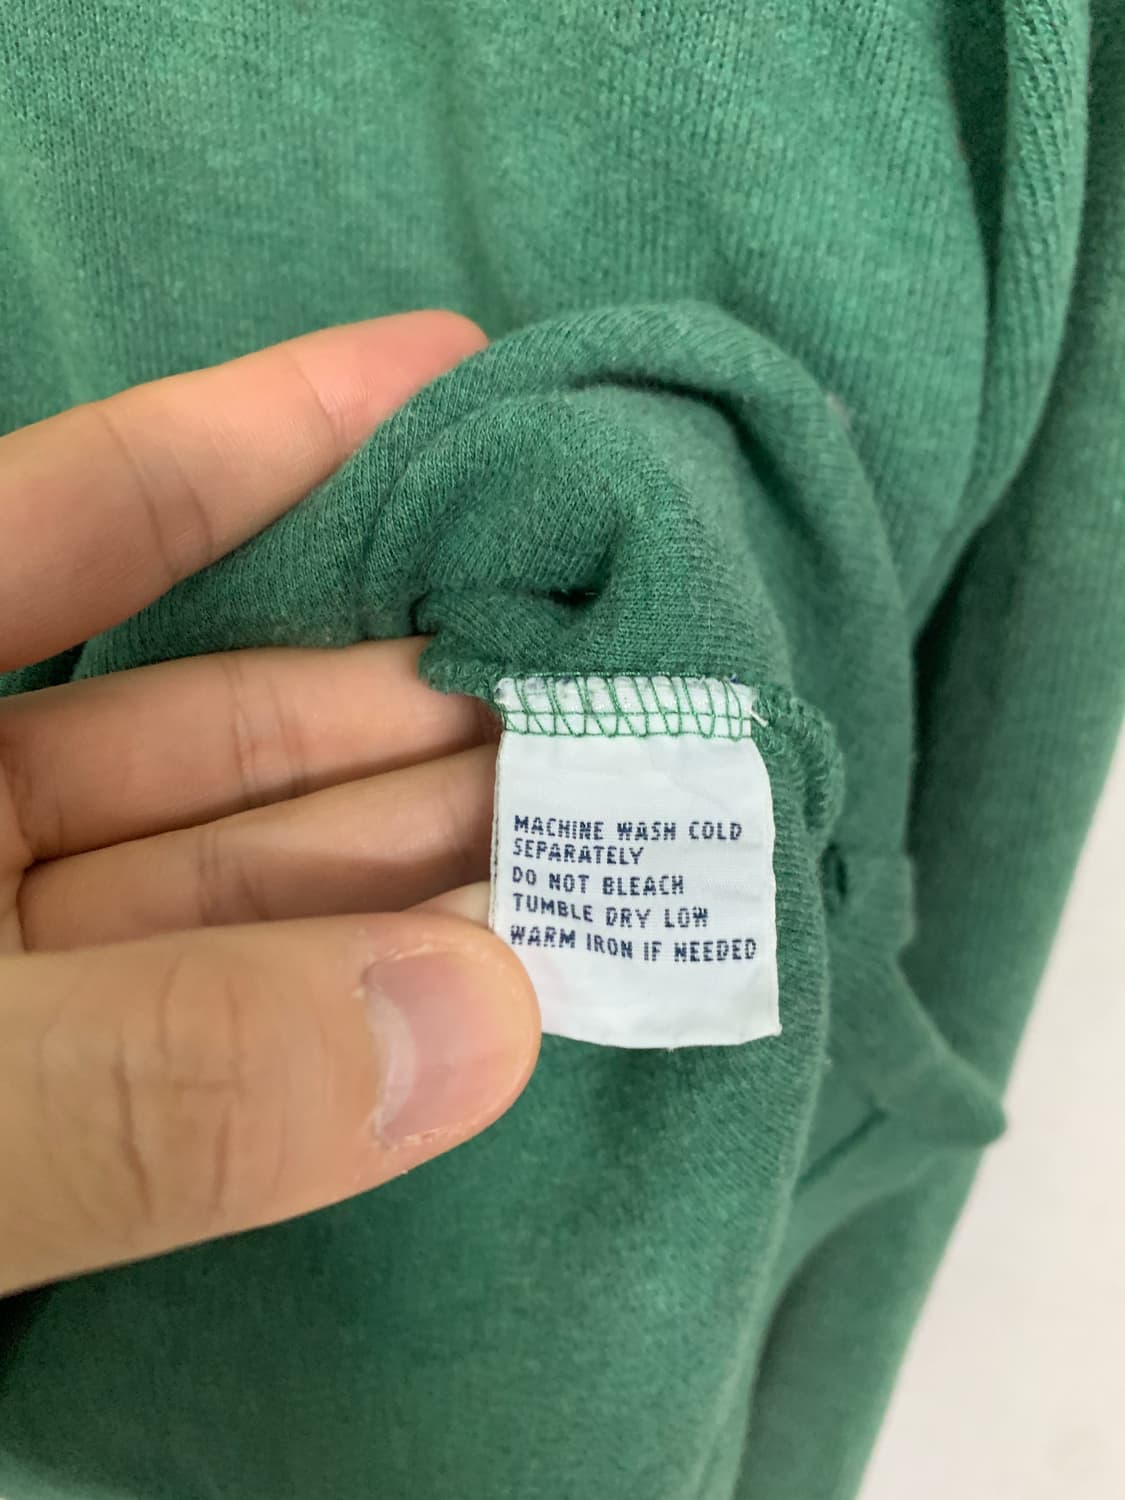 MACHINE WASH COLD
SEPARATELY
DO NOT BLEACH
TUMBLE DRY LOW
WARM IRON IF NEEDED